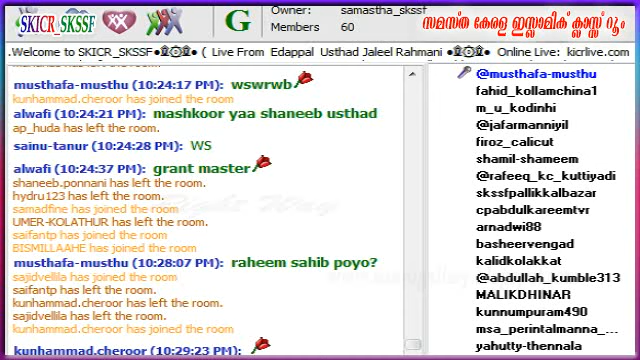 SKICR_SKSSF
G
Owner: samastha_skssf
Members 60
സമസ്ത കേരള ഇസ്ലാമിക് ക്ലാസ്സ് റൂം
.Welcome to SKICR_SKSSF
( Live From Edappal Usthad Jaleel Rahmani
Online Live: kicrlive.com
musthafa-musthu (10:24:17 PM): wswrwb
kunhammad.cheroor has joined the room
alwafi (10:24:21 PM): mashkoor yaa shaneeb usthad
ap_huda has left the room.
sainu-tanur (10:24:28 PM): WS
alwafi (10:24:37 PM): grant master
shaneeb.ponnani has left the room.
hydru123 has left the room.
samadfine has joined the room
UMER-KOLATHUR has left the room.
saifantp has joined the room
BISMILLAAHE has joined the room
musthafa-musthu (10:28:07 PM): raheem sahib poyo?
sajidvellila has joined the room
saifantp has left the room.
kunhammad.cheroor has left the room.
sajidvellila has left the room.
kunhammad.cheroor has joined the room
kunhammad.cheroor (10:29:23 PM):
@musthafa-musthu
fahid_kollamchina1
m_u_kodinhi
@jafarmanniyil
firoz_calicut
shamil-shameem
@rafeeq_kc_kuttiyadi
skssfpallikkalbazar
cpabdulkareemtvr
arnadwi88
basheervengad
kalidkolakkat
@abdullah_kumble313
MALIKDHINAR
kunnumpuram490
msa_perintalmanna_...
yahutty-thennala